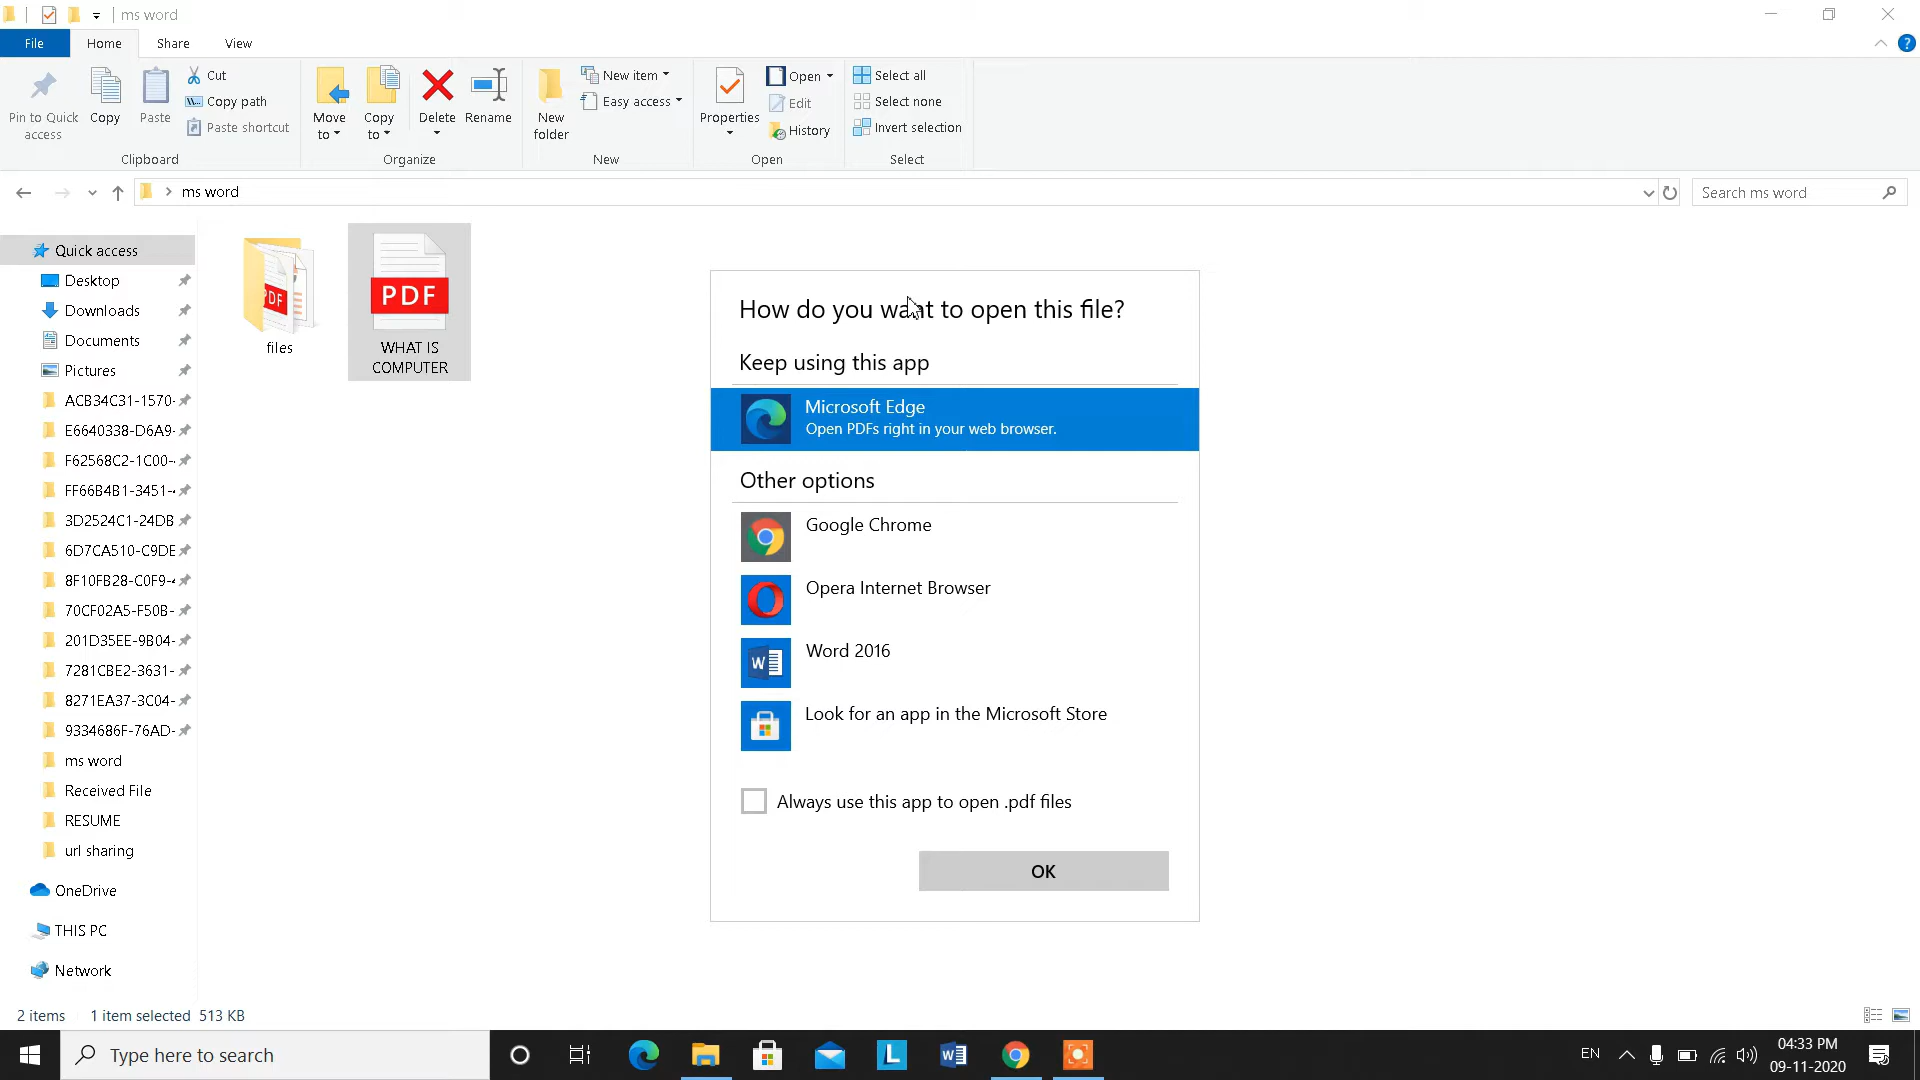 ms word
File Home Share View
Pin to Quick access
Copy
Paste
Cut
Copy path
Paste shortcut
Clipboard
Move to
Copy to
Delete
Rename
Organize
New folder
New item
Easy access
New
Properties
Open
Edit
History
Open
Select all
Select none
Invert selection
Select
ms word
Search ms word
Quick access
Desktop
Downloads
Documents
Pictures
ACB34C31-1570-
E6640338-D6A9-
F62568C2-1C00-
FF66B4B1-3451-
3D2524C1-24DB
6D7CA510-C9DE
8F10FB28-C0F9-
70CF02A5-F50B-
201D35EE-9B04-
7281CBE2-3631-
8271EA37-3C04-
9334686F-76AD-
ms word
Received File
RESUME
url sharing
OneDrive
THIS PC
Network
PDF
files
PDF
WHAT IS
COMPUTER
How do you want to open this file?
Keep using this app
Microsoft Edge
Open PDFs right in your web browser.
Other options
Google Chrome
Opera Internet Browser
Word 2016
Look for an app in the Microsoft Store
Always use this app to open .pdf files
OK
2 items 1 item selected 513 KB
Type here to search
EN
04:33 PM
09-11-2020